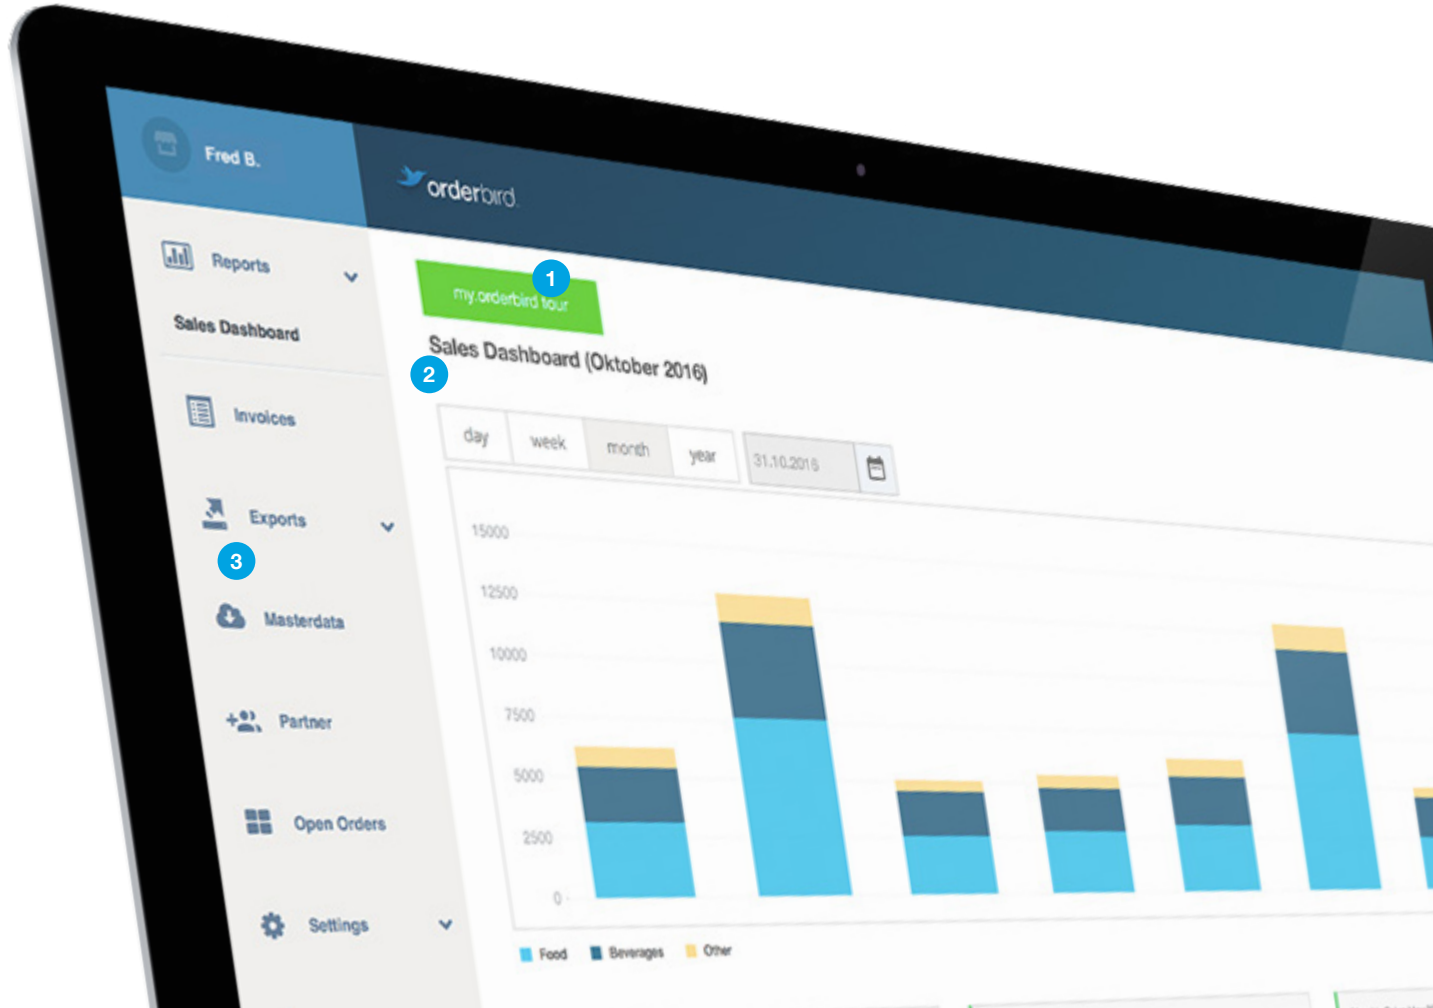 Fred B.
orderbird.
Reports
1
my.orderbird tour
Sales Dashboard
Sales Dashboard (Oktober 2016)
2
Invoices
day
week
month
year
31.10.2016
Exports
3
15000
12500
10000
7500
5000
2500
0
Masterdata
Partner
Open Orders
Settings
Food
Beverages
Other